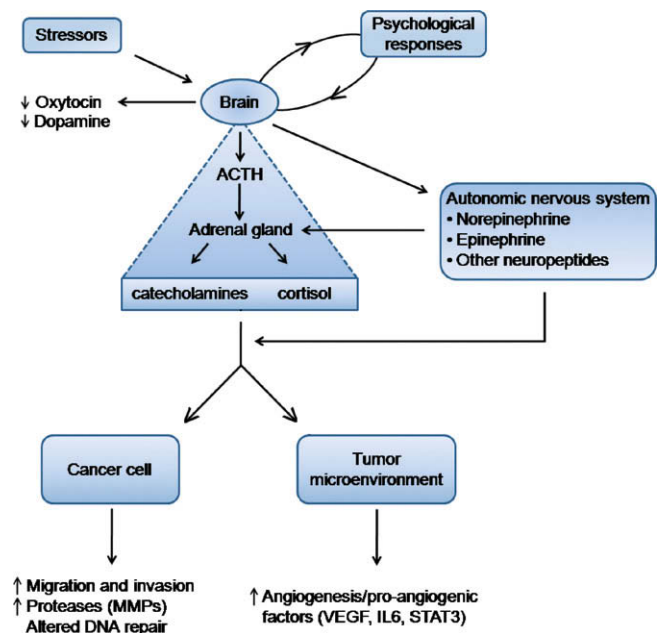 Stressors
Psychological
responses
Brain
↓ Oxytocin
↓ Dopamine
ACTH
Adrenal gland
catecholamines cortisol
Autonomic nervous system
• Norepinephrine
• Epinephrine
• Other neuropeptides
Cancer cell
Tumor
microenvironment
↑ Migration and invasion
↑ Proteases (MMPs)
Altered DNA repair
↑ Angiogenesis/pro-angiogenic
factors (VEGF, IL6, STAT3)